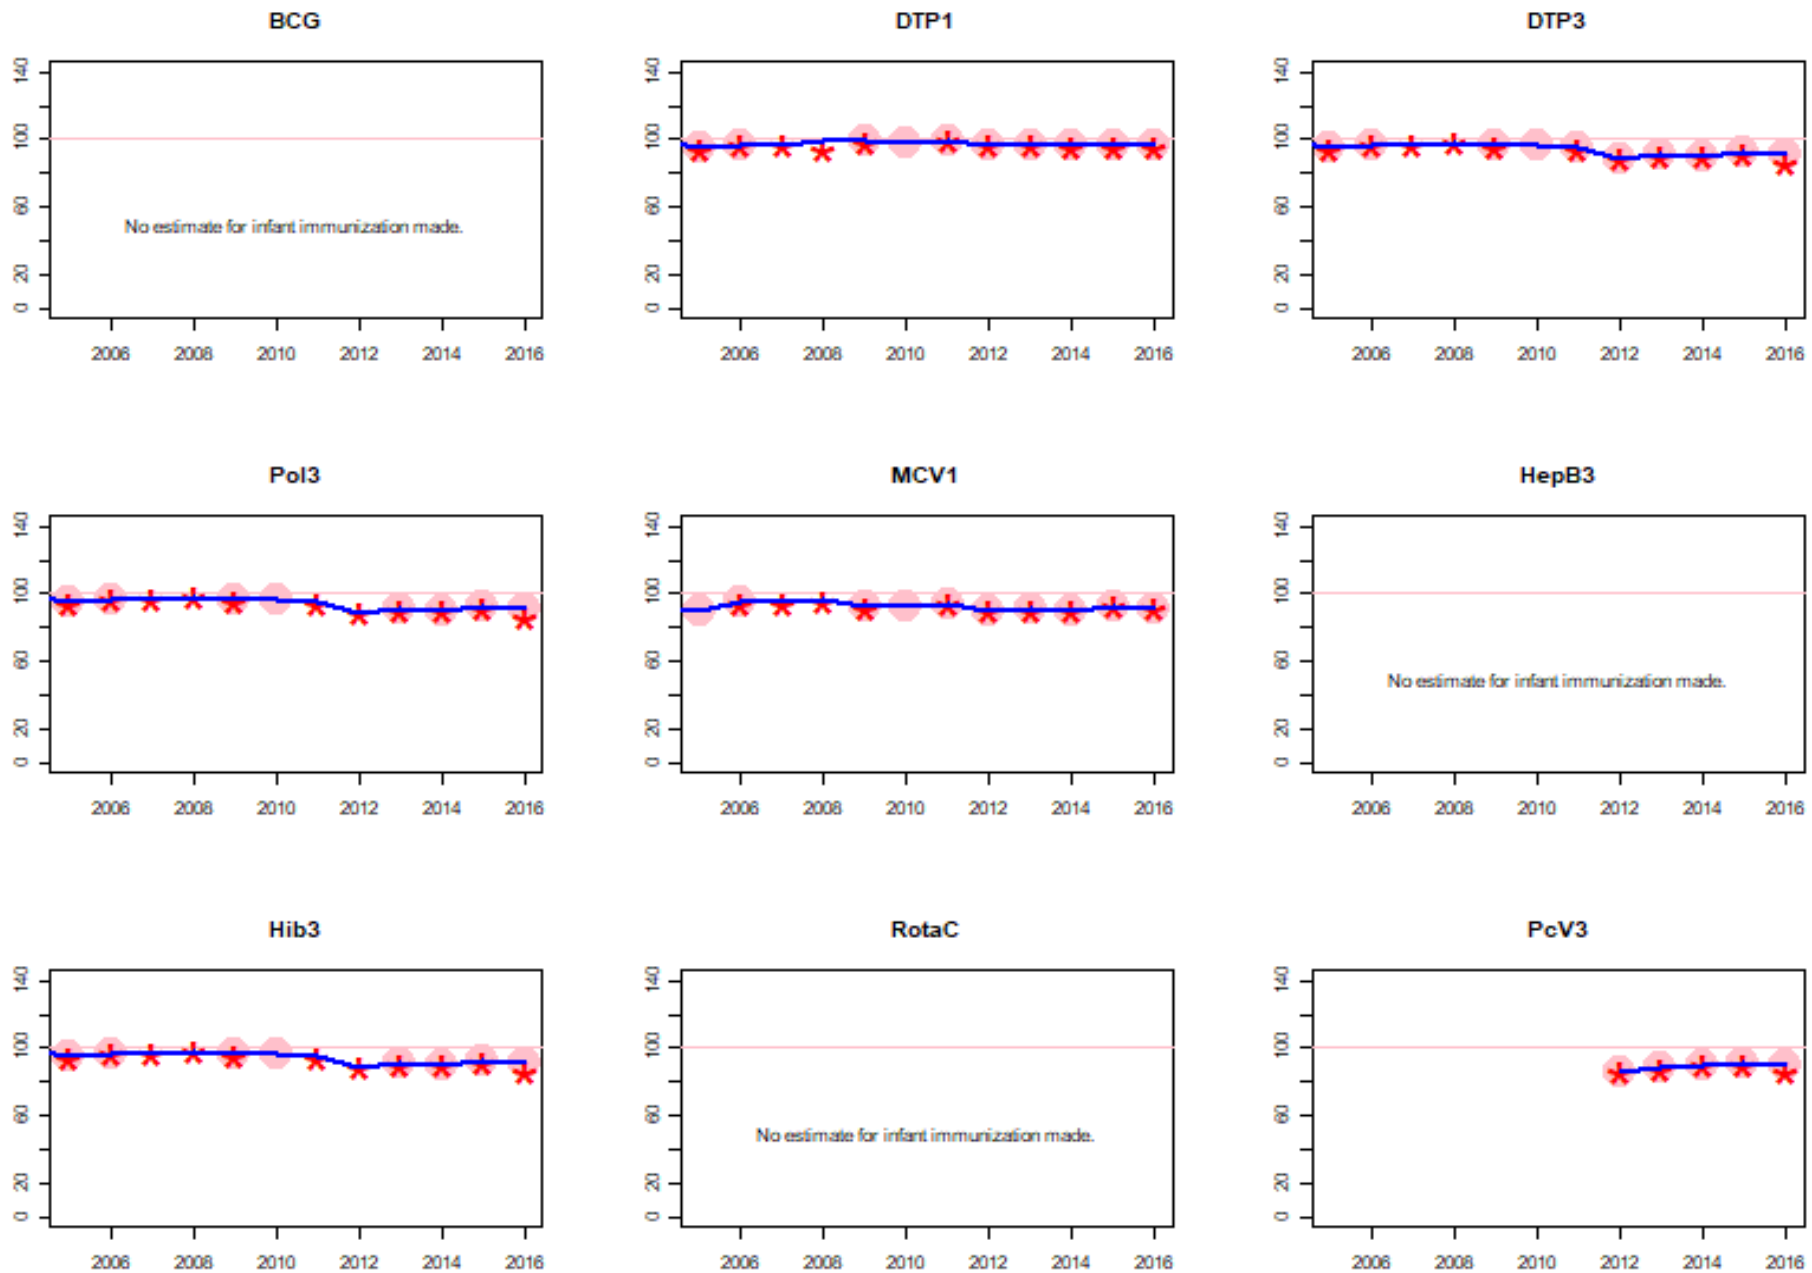 BCG DTP1 DTP3
140 140 140
100 100 100
60 60 60
No estimate for infant immunization made.
20 20 20
0 0 0
2006 2008 2010 2012 2014 2016 2006 2008 2010 2012 2014 2016 2006 2008 2010 2012 2014 2016
Pol3 MCV1 HepB3
140 140 140
100 100 100
60 60 60
No estimate for infant immunization made.
20 20 20
0 0 0
2006 2008 2010 2012 2014 2016 2006 2008 2010 2012 2014 2016 2006 2008 2010 2012 2014 2016
Hib3 RotaC PcV3
140 140 140
100 100 100
60 60 60
No estimate for infant immunization made.
20 20 20
0 0 0
2006 2008 2010 2012 2014 2016 2006 2008 2010 2012 2014 2016 2006 2008 2010 2012 2014 2016